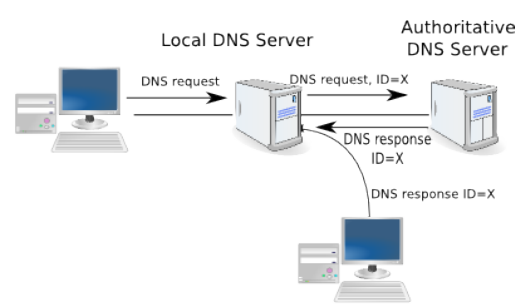 Local DNS Server
Authoritative
DNS Server
DNS request
DNS request, ID=X
DNS response
ID=X
DNS response ID=X